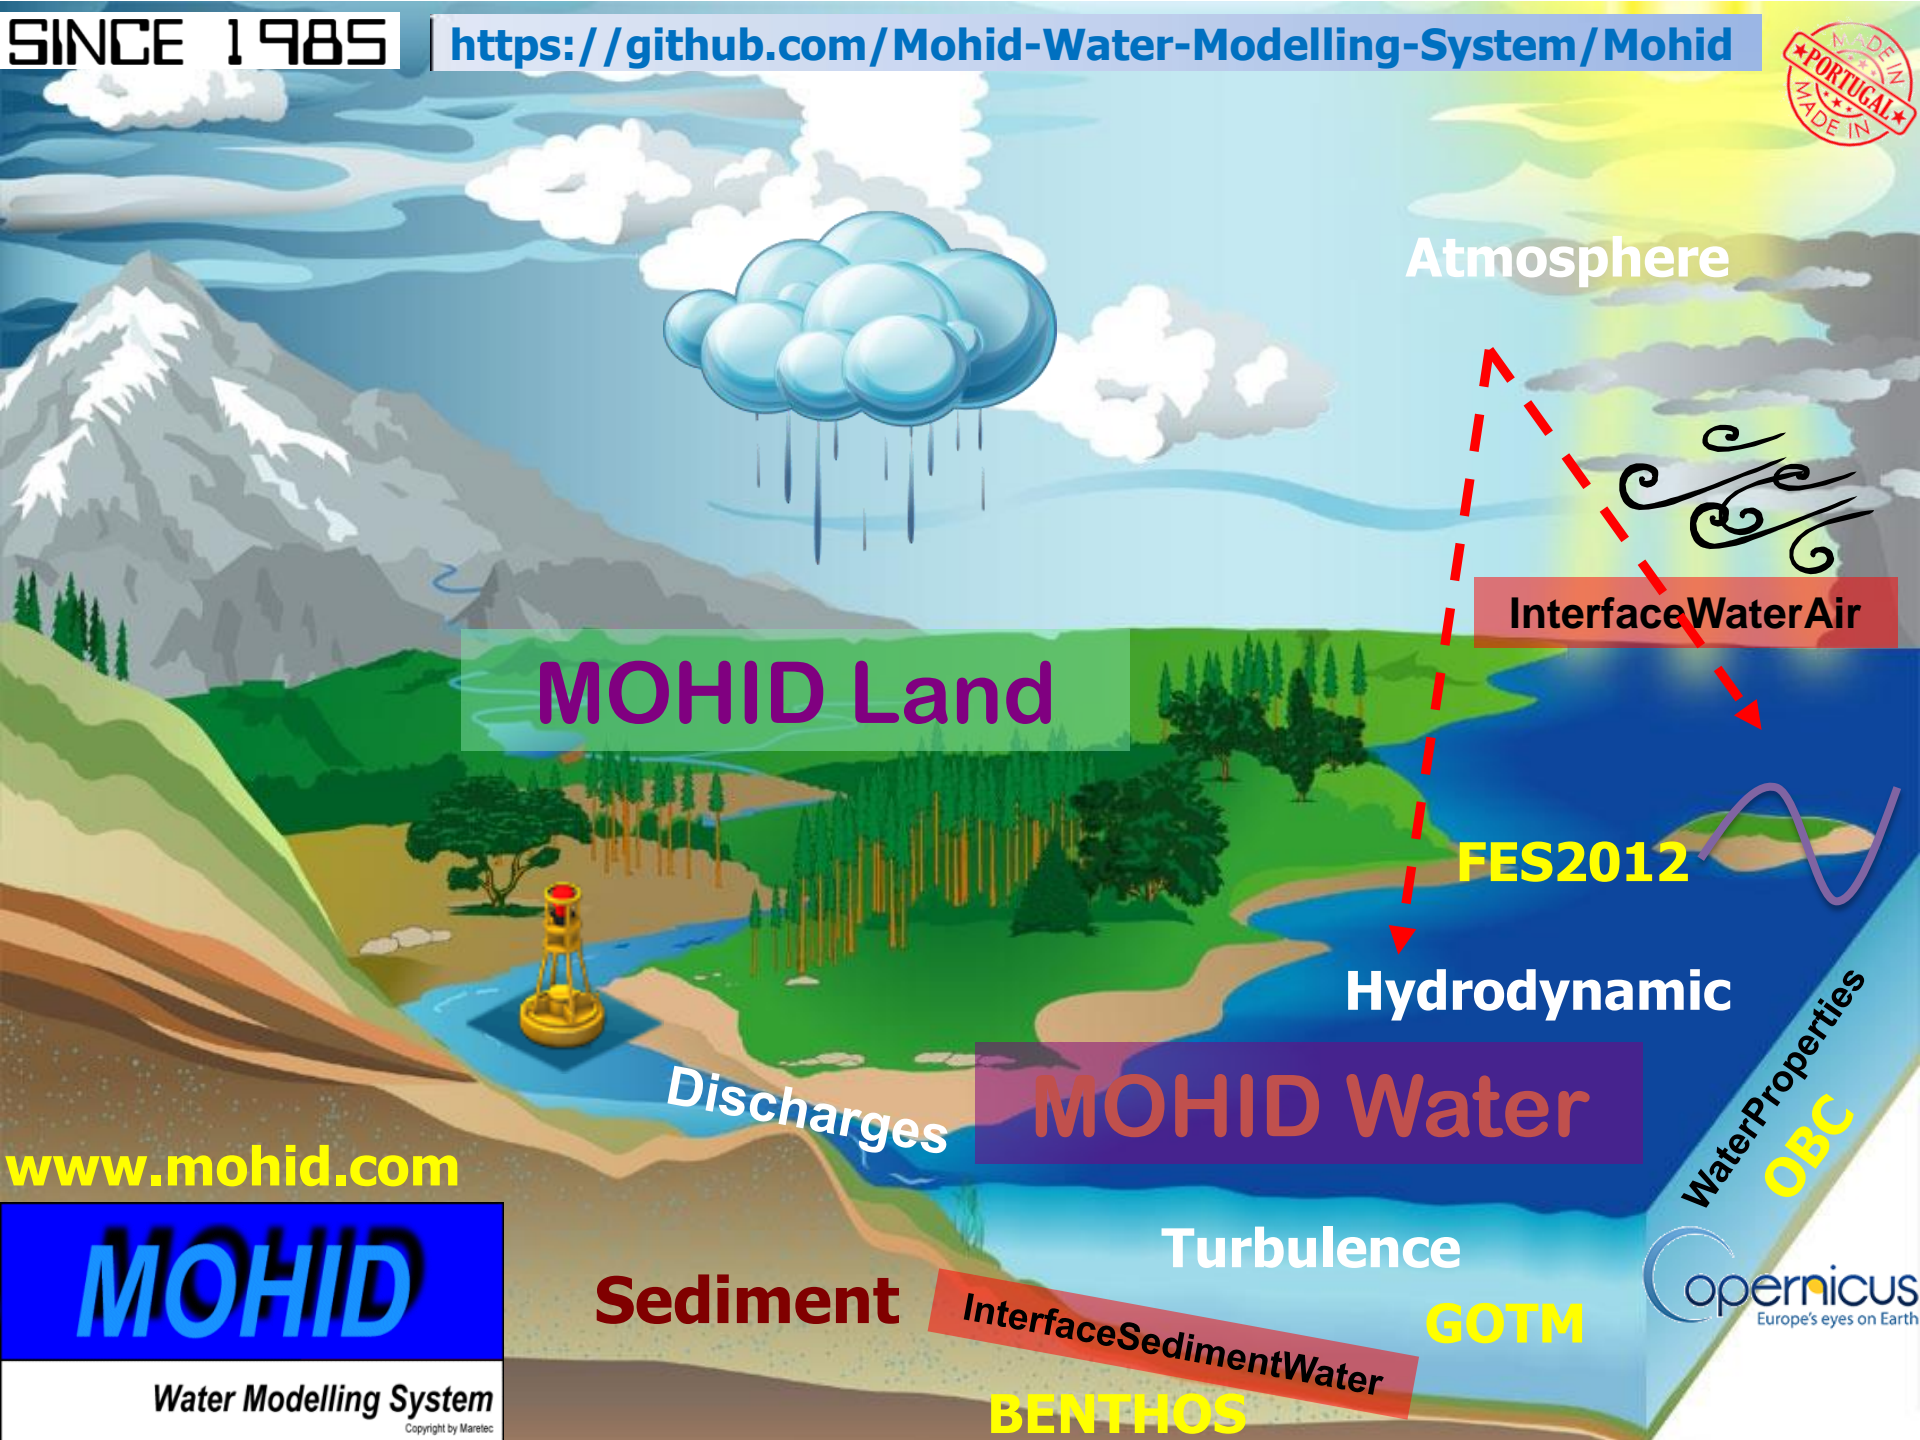 SINCE 1985
https://github.com/Mohid-Water-Modelling-System/Mohid
MADE IN
★PORTUGAL★
MADE IN
Atmosphere
InterfaceWaterAir
MOHID Land
FES2012
Hydrodynamic
WaterProperties
OBC
MOHID Water
Discharges
www.mohid.com
MOHID
Water Modelling System
Copyright by Maretec
Turbulence
Sediment
InterfaceSedimentWater
GOTM
BENTHOS
opernicus
Europe's eyes on Earth